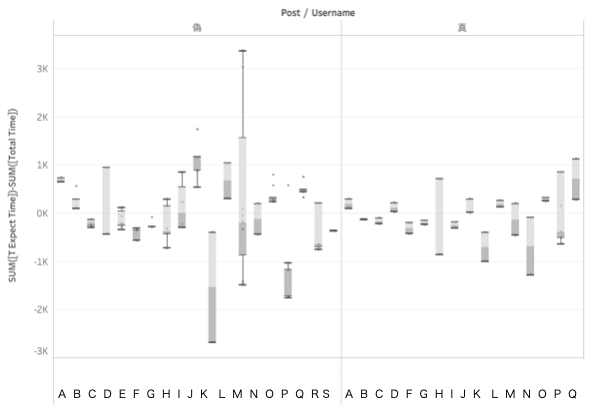 Post / Username
偽 真
SUM([T Expect Time])-SUM([Total Time])
3K
2K
1K
0K
-1K
-2K
-3K
A B C D E F G H I J K L M N O P Q R S A B C D F G H I J K L M N O P Q